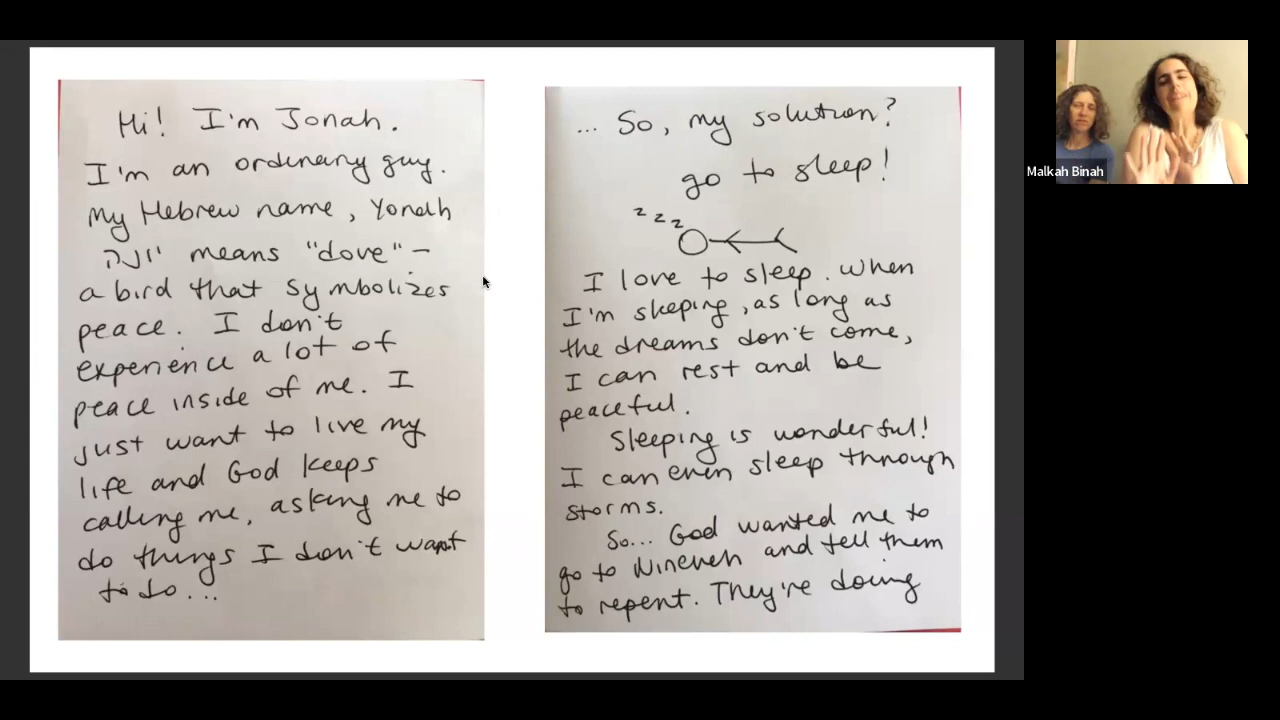 Hi! I'm Jonah.
I'm an ordinary guy.
My Hebrew name, Yonah
יונה means "dove" –
a bird that symbolizes
peace. I don't
experience a lot of
peace inside of me. I
just want to live my
life and God keeps
calling me, asking me to
do things I don't want
to do...
... So, my solution?
go to sleep!
z z z
I love to sleep. When
I'm sleeping, as long as
the dreams don't come,
I can rest and be
peaceful.
Sleeping is wonderful!
I can even sleep through
storms.
So... God wanted me to
go to Nineveh and tell them
to repent. They're doing
Malkah Binah